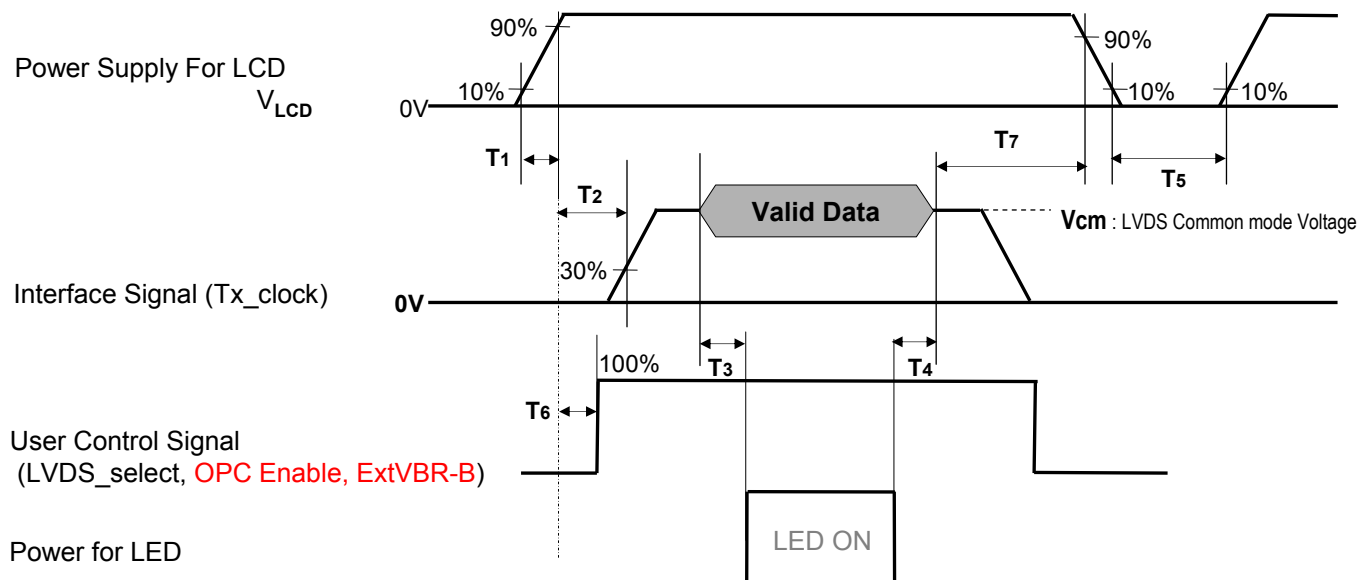 90%
90%
Power Supply For LCD
VLCD
10%
10%
10%
0V
T1
T7
T2
T5
Valid Data
Vcm : LVDS Common mode Voltage
30%
Interface Signal (Tx_clock)
0V
100%
T3
T4
T6
User Control Signal
(LVDS_select, OPC Enable, ExtVBR-B)
LED ON
Power for LED